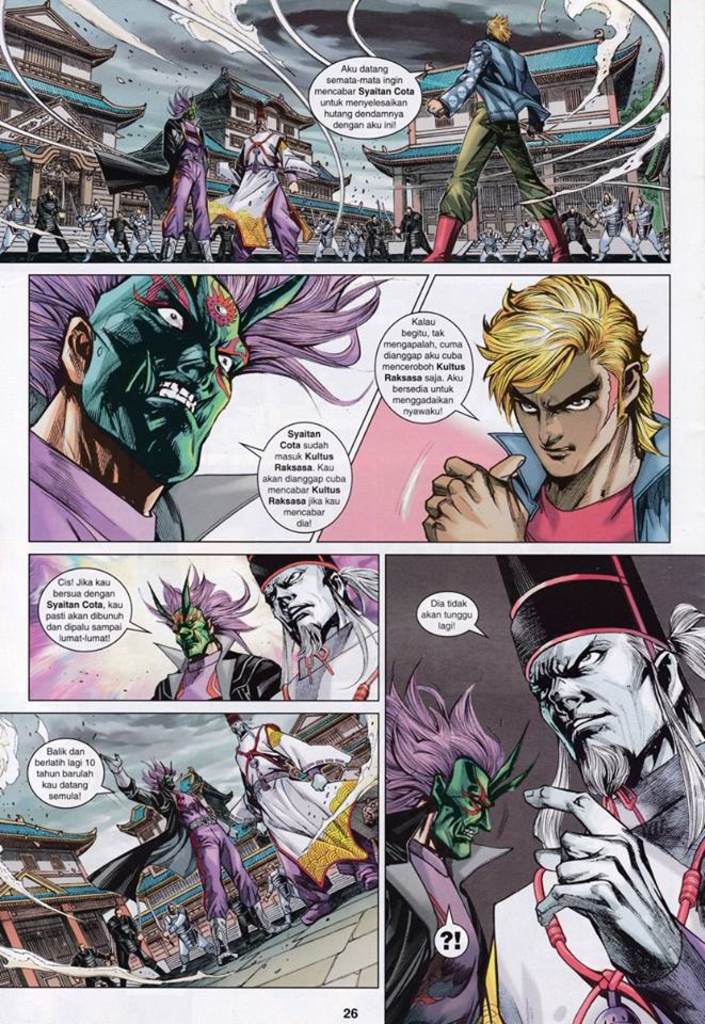 Aku datang
semata-mata ingin
mencabar Syaitan Cota
untuk menyelesaikan
hutang dendamnya
dengan aku ini!
Syaitan
Cota sudah
masuk Kultus
Raksasa. Kau
akan dianggap cuba
mencabar Kultus
Raksasa jika kau
mencabar
dia!
Kalau
begitu, tak
mengapalah, cuma
dianggap aku cuba
menceroboh Kultus
Raksasa saja. Aku
bersedia untuk
menggadaikan
nyawaku!
Cis! Jika kau
bersua dengan
Syaitan Cota, kau
pasti akan dibunuh
dan dipalu sampai
lumat-lumat!
Balik dan
berlatih lagi 10
tahun barulah
kau datang
semula!
Dia tidak
akan tunggu
lagi!
?!
26